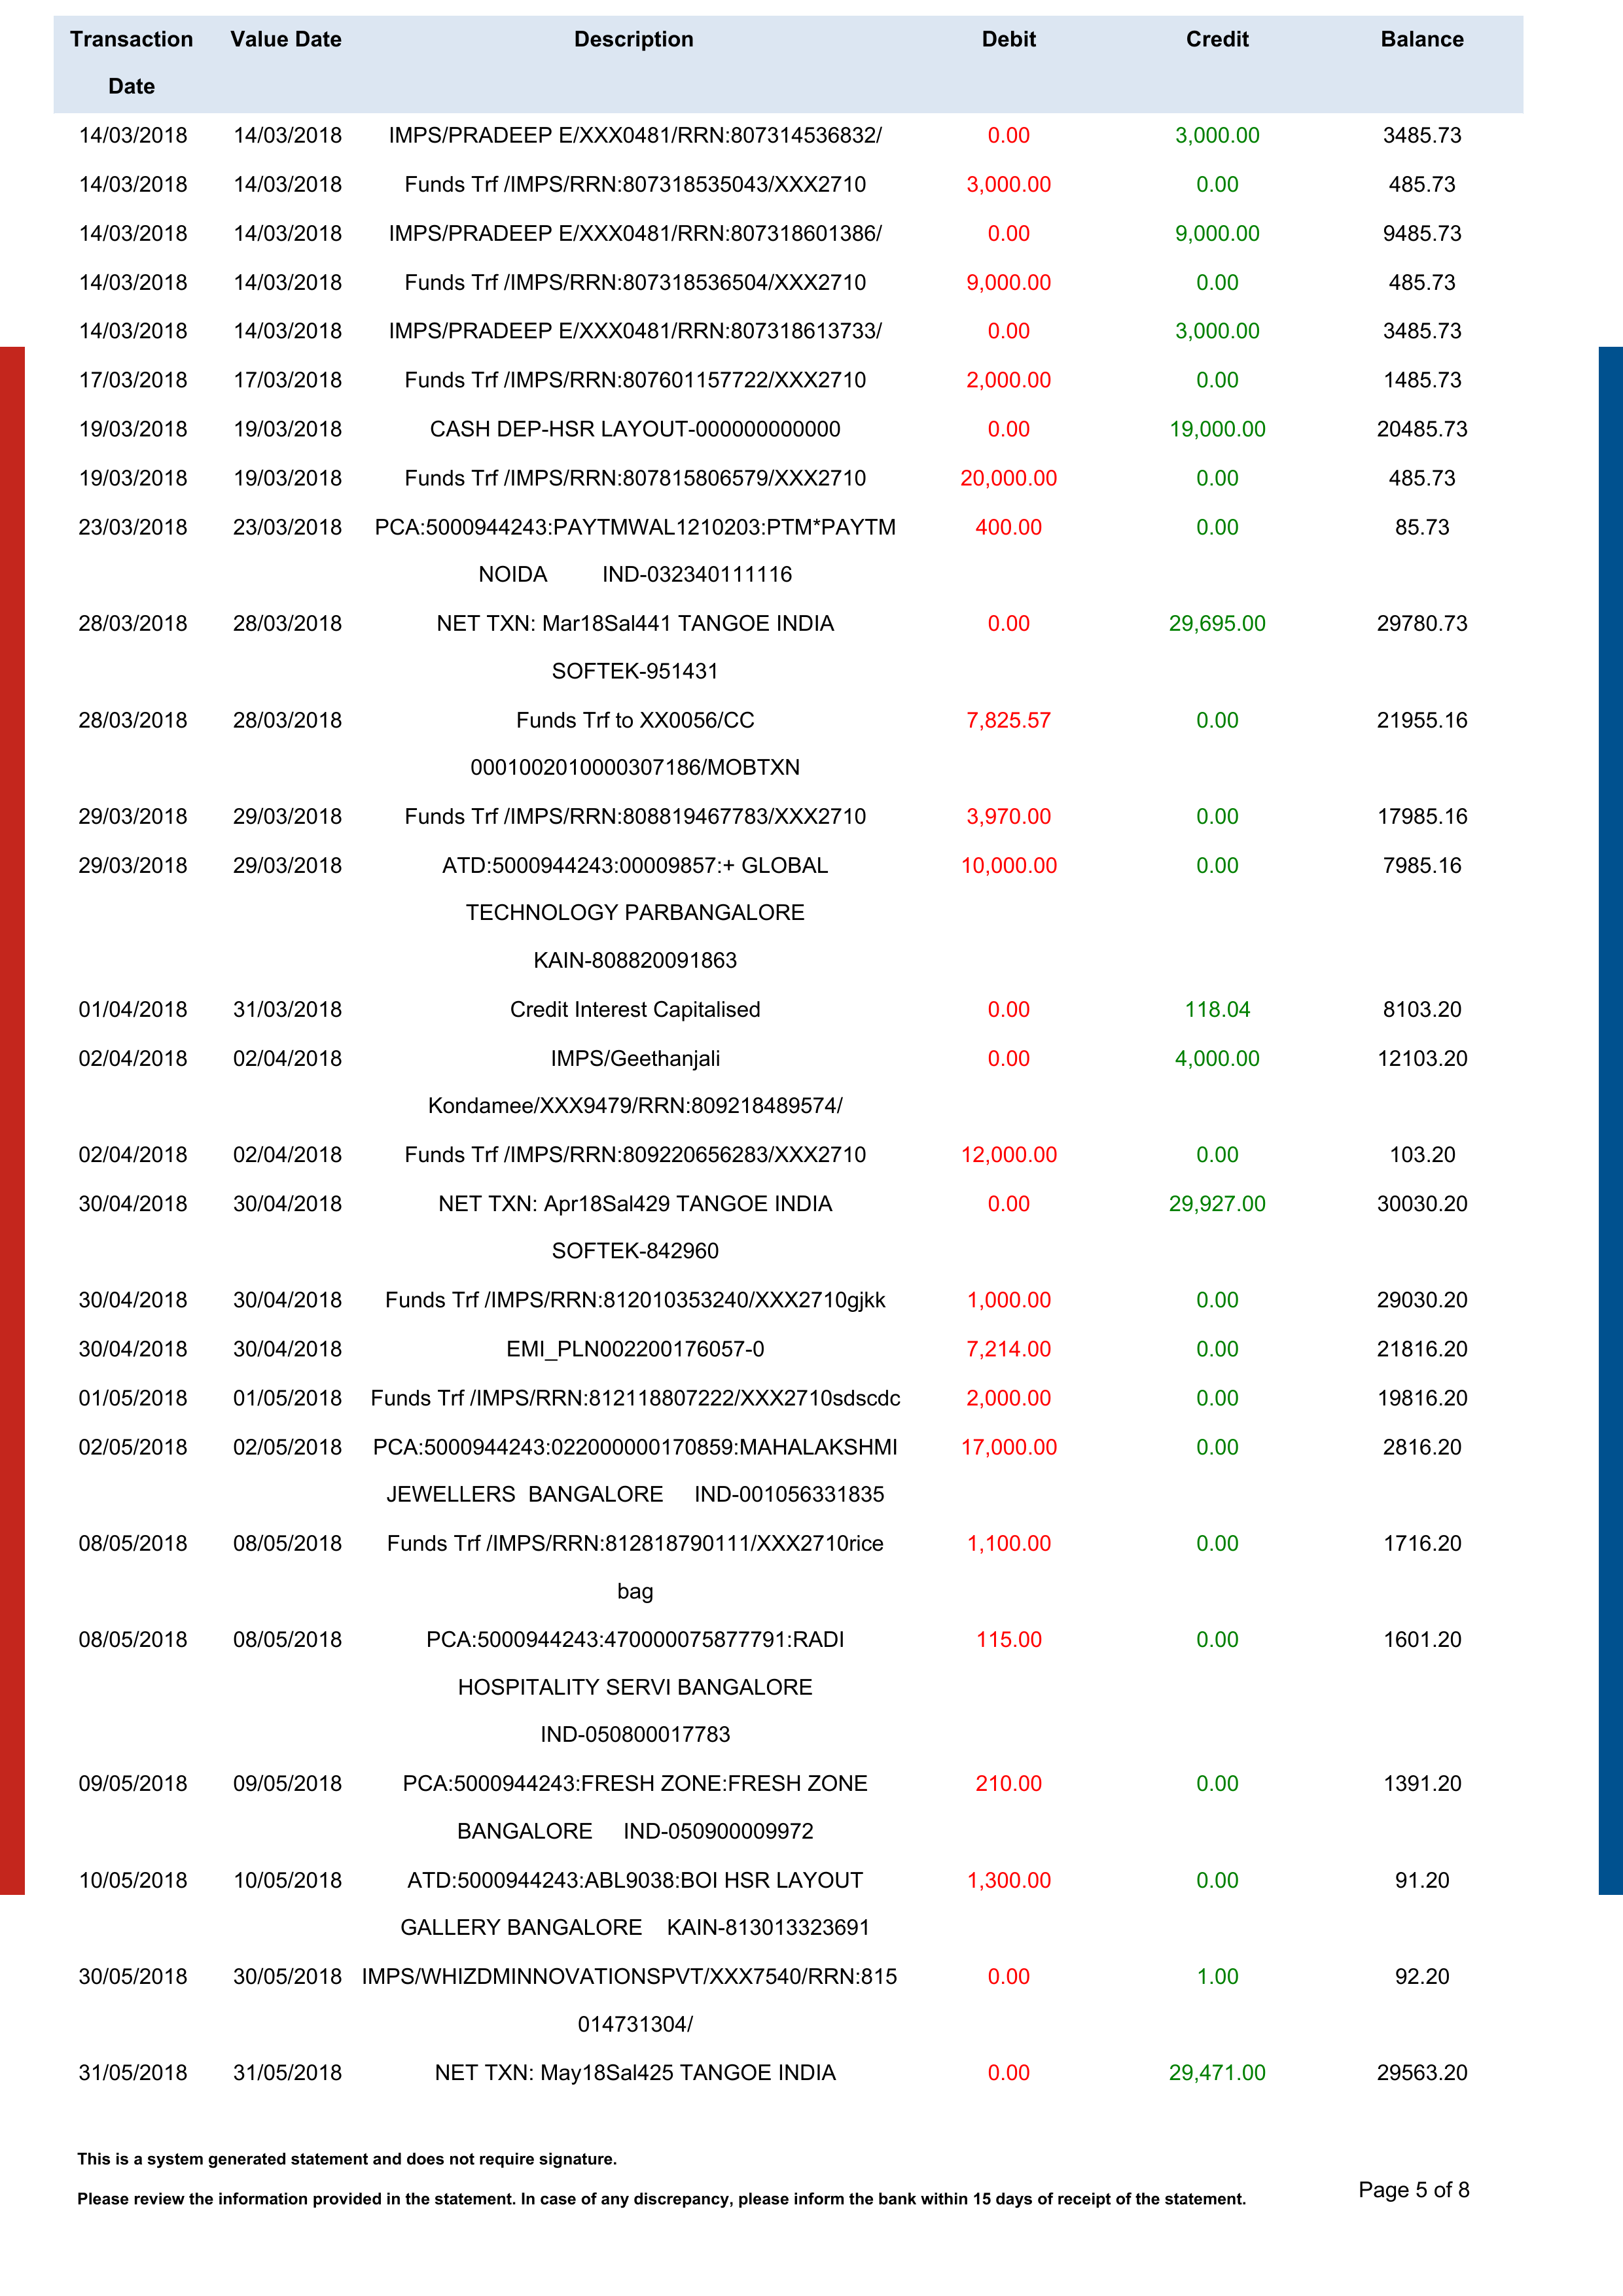 Transaction Date Value Date Description Debit Credit Balance
14/03/2018 14/03/2018 IMPS/PRADEEP E/XXX0481/RRN:807314536832/ 0.00 3,000.00 3485.73
14/03/2018 14/03/2018 Funds Trf /IMPS/RRN:807318535043/XXX2710 3,000.00 0.00 485.73
14/03/2018 14/03/2018 IMPS/PRADEEP E/XXX0481/RRN:807318601386/ 0.00 9,000.00 9485.73
14/03/2018 14/03/2018 Funds Trf /IMPS/RRN:807318536504/XXX2710 9,000.00 0.00 485.73
14/03/2018 14/03/2018 IMPS/PRADEEP E/XXX0481/RRN:807318613733/ 0.00 3,000.00 3485.73
17/03/2018 17/03/2018 Funds Trf /IMPS/RRN:807601157722/XXX2710 2,000.00 0.00 1485.73
19/03/2018 19/03/2018 CASH DEP-HSR LAYOUT-000000000000 0.00 19,000.00 20485.73
19/03/2018 19/03/2018 Funds Trf /IMPS/RRN:807815806579/XXX2710 20,000.00 0.00 485.73
23/03/2018 23/03/2018 PCA:5000944243:PAYTMWAL1210203:PTM*PAYTM 400.00 0.00 85.73
NOIDA IND-032340111116
28/03/2018 28/03/2018 NET TXN: Mar18Sal441 TANGOE INDIA 0.00 29,695.00 29780.73
SOFTEK-951431
28/03/2018 28/03/2018 Funds Trf to XX0056/CC 7,825.57 0.00 21955.16
0001002010000307186/MOBTXN
29/03/2018 29/03/2018 Funds Trf /IMPS/RRN:808819467783/XXX2710 3,970.00 0.00 17985.16
29/03/2018 29/03/2018 ATD:5000944243:00009857:+ GLOBAL 10,000.00 0.00 7985.16
TECHNOLOGY PARBANGALORE
KAIN-808820091863
01/04/2018 31/03/2018 Credit Interest Capitalised 0.00 118.04 8103.20
02/04/2018 02/04/2018 IMPS/Geethanjali 0.00 4,000.00 12103.20
Kondamee/XXX9479/RRN:809218489574/
02/04/2018 02/04/2018 Funds Trf /IMPS/RRN:809220656283/XXX2710 12,000.00 0.00 103.20
30/04/2018 30/04/2018 NET TXN: Apr18Sal429 TANGOE INDIA 0.00 29,927.00 30030.20
SOFTEK-842960
30/04/2018 30/04/2018 Funds Trf /IMPS/RRN:812010353240/XXX2710gjkk 1,000.00 0.00 29030.20
30/04/2018 30/04/2018 EMI_PLN002200176057-0 7,214.00 0.00 21816.20
01/05/2018 01/05/2018 Funds Trf /IMPS/RRN:812118807222/XXX2710sdscdc 2,000.00 0.00 19816.20
02/05/2018 02/05/2018 PCA:5000944243:022000000170859:MAHALAKSHMI 17,000.00 0.00 2816.20
JEWELLERS BANGALORE IND-001056331835
08/05/2018 08/05/2018 Funds Trf /IMPS/RRN:812818790111/XXX2710rice 1,100.00 0.00 1716.20
bag
08/05/2018 08/05/2018 PCA:5000944243:470000075877791:RADI 115.00 0.00 1601.20
HOSPITALITY SERVI BANGALORE
IND-050800017783
09/05/2018 09/05/2018 PCA:5000944243:FRESH ZONE:FRESH ZONE 210.00 0.00 1391.20
BANGALORE IND-050900009972
10/05/2018 10/05/2018 ATD:5000944243:ABL9038:BOI HSR LAYOUT 1,300.00 0.00 91.20
GALLERY BANGALORE KAIN-813013323691
30/05/2018 30/05/2018 IMPS/WHIZDMINNOVATIONSPVT/XXX7540/RRN:815 0.00 1.00 92.20
014731304/
31/05/2018 31/05/2018 NET TXN: May18Sal425 TANGOE INDIA 0.00 29,471.00 29563.20
This is a system generated statement and does not require signature.
Please review the information provided in the statement. In case of any discrepancy, please inform the bank within 15 days of receipt of the statement.
Page 5 of 8